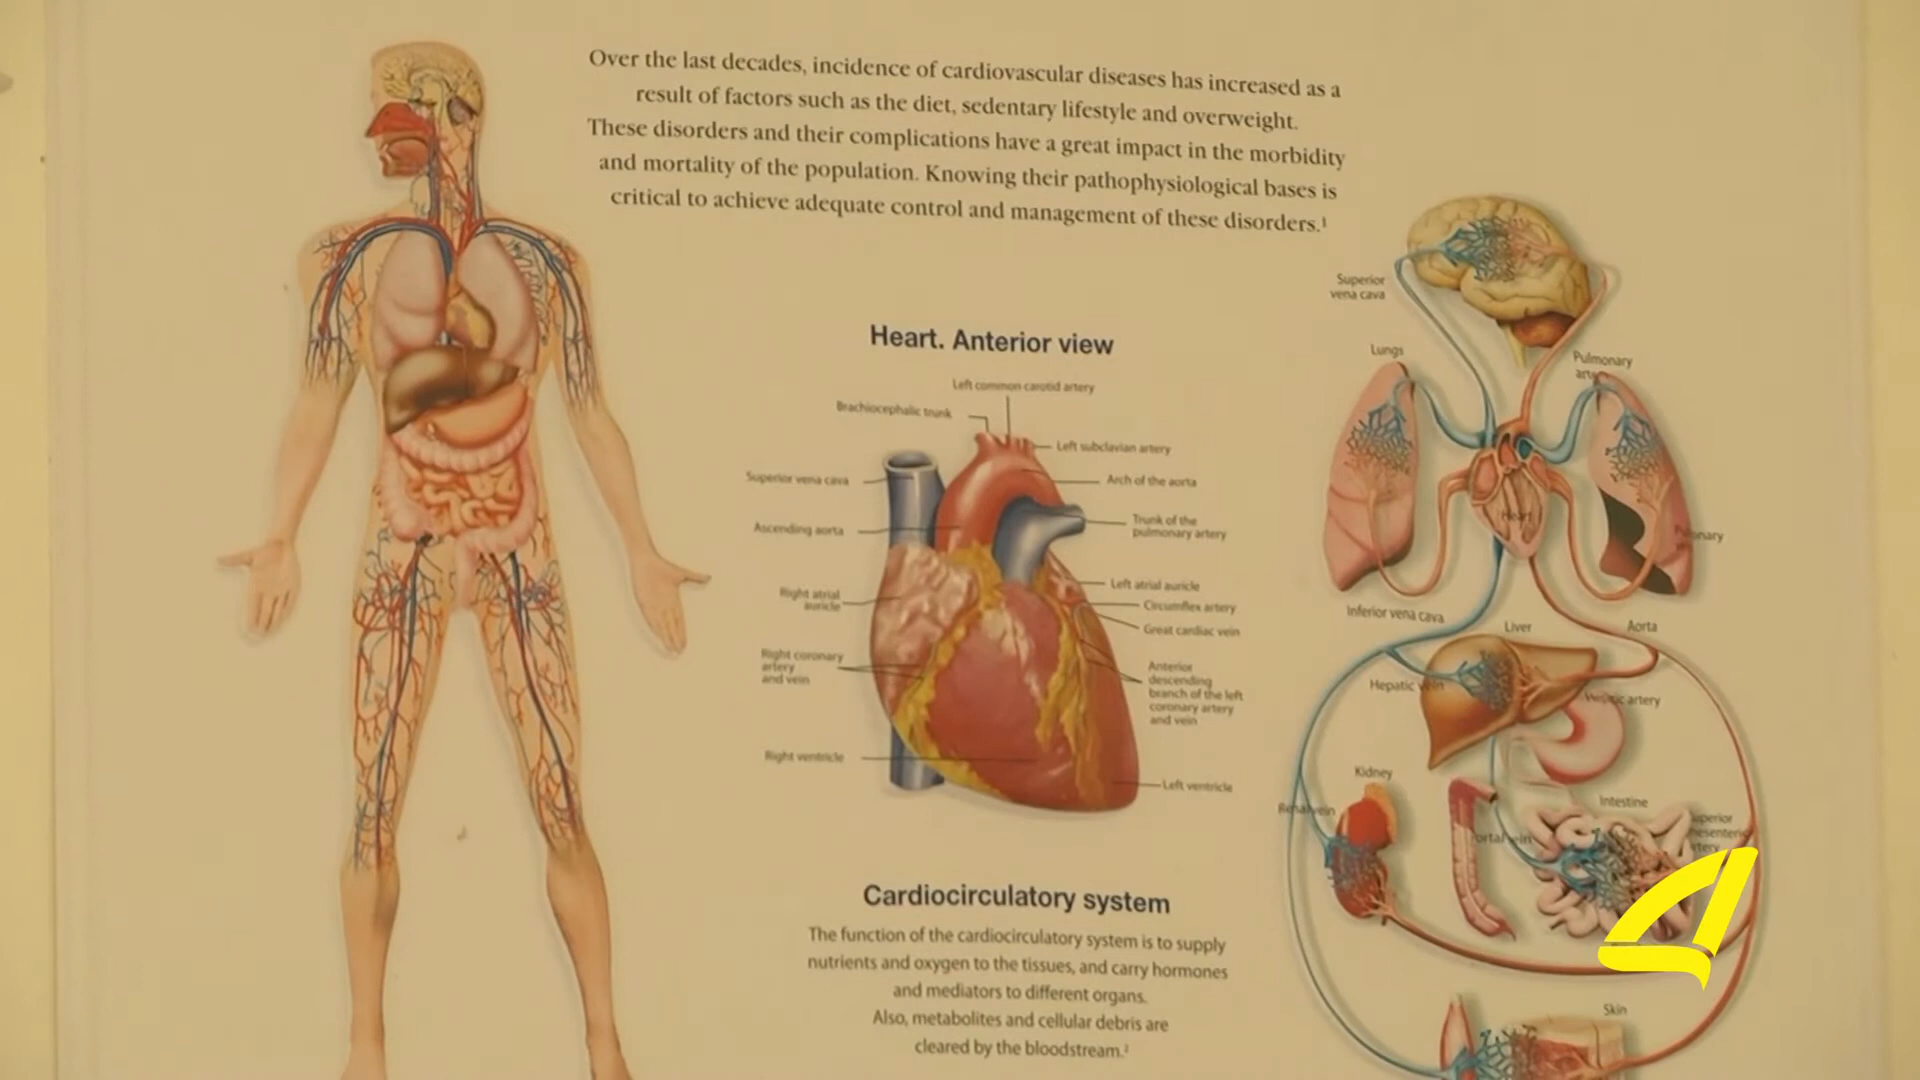 Over the last decades, incidence of cardiovascular diseases has increased as a
result of factors such as the diet, sedentary lifestyle and overweight.
These disorders and their complications have a great impact in the morbidity
and mortality of the population. Knowing their pathophysiological bases is
critical to achieve adequate control and management of these disorders.¹
Heart. Anterior view
Left common carotid artery
Brachiocephalic trunk
Left subclavian artery
Superior vena cava
Arch of the aorta
Ascending aorta
Trunk of the
pulmonary artery
Right atrial
auricle
Left atrial auricle
Circumflex artery
Great cardiac vein
Right coronary
artery
and vein
Anterior
descending
branch of the left
coronary artery
and vein
Right ventricle
Left ventricle
Cardiocirculatory system
The function of the cardiocirculatory system is to supply
nutrients and oxygen to the tissues, and carry hormones
and mediators to different organs.
Also, metabolites and cellular debris are
cleared by the bloodstream.²
Superior
vena cava
Lungs
Pulmonary
Heart
Inferior vena cava
Liver
Aorta
Hepatic vein
artery
Kidney
Renal vein
Intestine
Skin